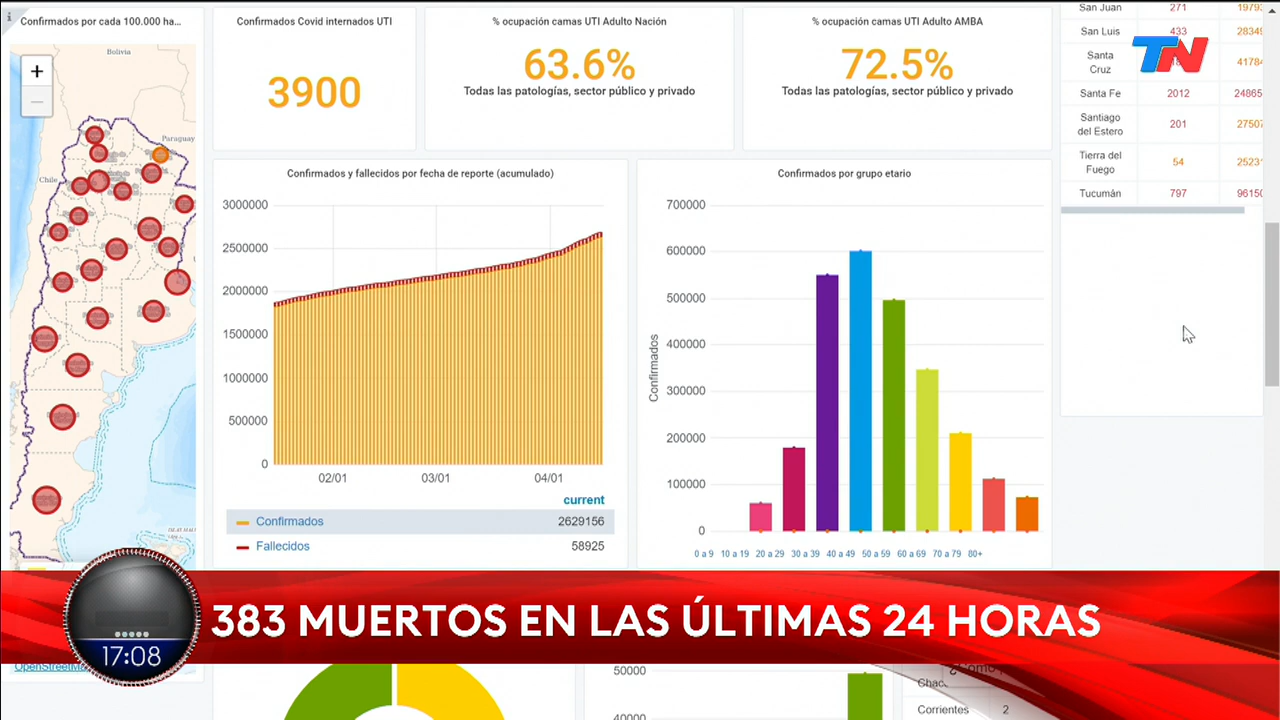 Confirmados por cada 100.000 ha...
Bolivia
Paraguay
Chile
+
−
OpenStreetMa
Confirmados Covid internados UTI
3900
% ocupación camas UTI Adulto Nación
63.6%
Todas las patologías, sector público y privado
% ocupación camas UTI Adulto AMBA
72.5%
Todas las patologías, sector público y privado
San Juan 271
San Luis 433
Santa
Cruz
Santa Fe 2012
Santiago
del Estero 201
Tierra del
Fuego 54
Tucumán 797
TN
Confirmados y fallecidos por fecha de reporte (acumulado)
3000000
2500000
2000000
1500000
1000000
500000
0
02/01 03/01 04/01
current
Confirmados 2629156
Fallecidos 58925
Confirmados por grupo etario
Confirmados
700000
600000
500000
400000
300000
200000
100000
0
0 a 9 10 a 19 20 a 29 30 a 39 40 a 49 50 a 59 60 a 69 70 a 79 80+
383 MUERTOS EN LAS ÚLTIMAS 24 HORAS
17:08
50000
40000
Corrientes 2